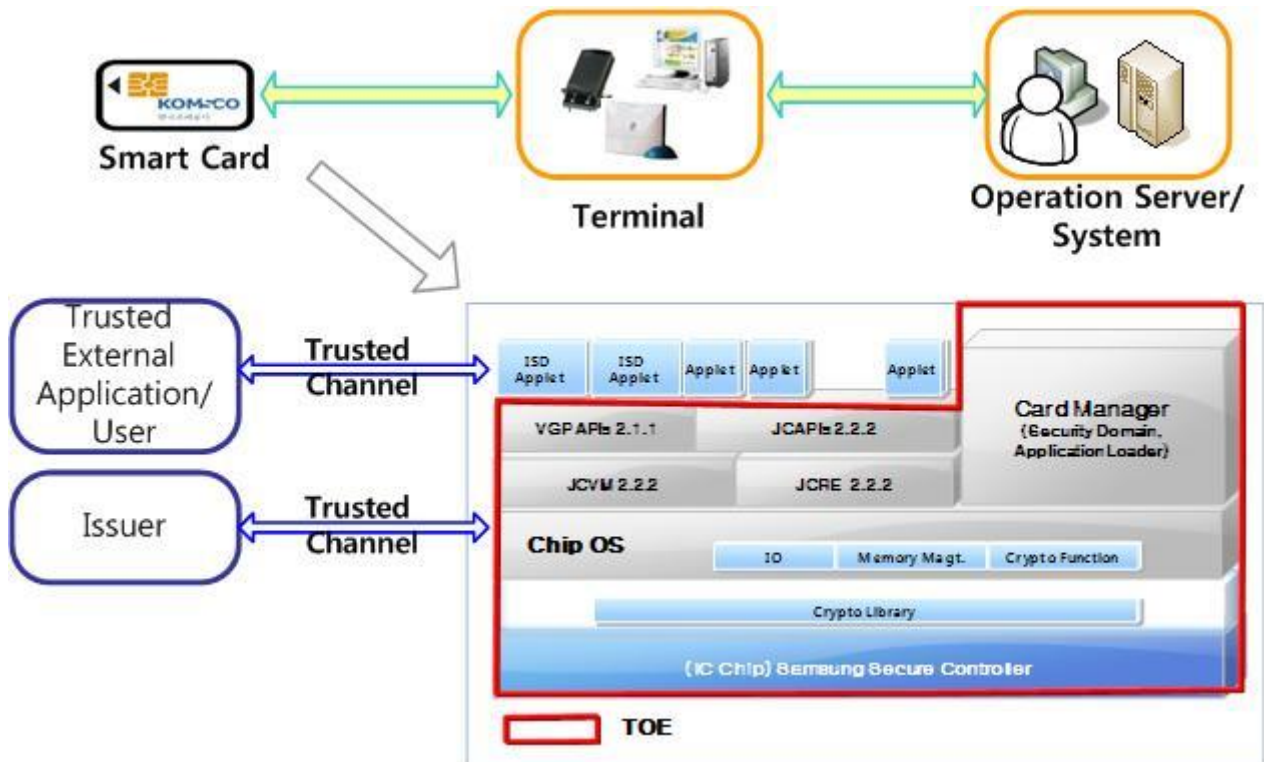 KOMSCO
Smart Card
Terminal
Operation Server/
System
Trusted
External
Application/
User
Trusted
Channel
Issuer
Trusted
Channel
ISD
Applet
ISD
Applet
Applet
Applet
Applet
Card Manager
(Security Domain,
Application Loader)
VGP APIs 2.1.1
JCAPIs 2.2.2
JCVM 2.2.2
JCRE 2.2.2
Chip OS
IO
Memory Magt.
Crypto Function
Crypto Library
(IC Chip) Samsung Secure Controller
TOE